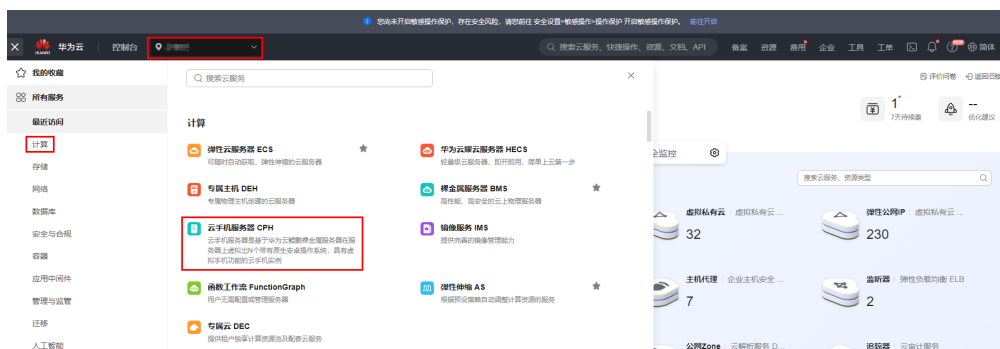 您尚未开启敏感操作保护，存在安全风险，请您前往 安全设置>敏感操作>操作保护 开启敏感操作保护。 前往开启
HUAWEI 华为云 控制台
搜索云服务、快捷操作、资源、文档、API
备案 资源 费用 企业 工具 工单 NEW 简体
我的收藏
所有服务
最近访问
计算
存储
网络
数据库
安全与合规
容器
应用中间件
管理与监管
迁移
人工智能
搜索云服务
计算
弹性云服务器 ECS
可随时自动获取、弹性伸缩的云服务器
华为云耀云服务器 HECS
轻量级云服务器，即开即用，简单上云第一步
专属主机 DEH
专属物理主机创建的云服务器
裸金属服务器 BMS
高性能、高安全的云上物理服务器
云手机服务器 CPH
云手机服务器是基于华为云鲲鹏裸金属服务器在服
务器上虚拟出N个带有原生安卓操作系统，具有虚
拟手机功能的云手机实例
镜像服务 IMS
提供完善的镜像管理能力
函数工作流 FunctionGraph
用户无需配置或管理服务器
弹性伸缩 AS
根据预设策略自动调整计算资源的服务
专属云 DEC
提供租户独享计算资源池及配套云服务
评价问卷 返回旧版
1
7天待续费
--
优化建议
全监控
搜索云服务、资源类型
虚拟私有云 虚拟私有云 ...
32
弹性公网IP 虚拟私有云 ...
230
主机代理 企业主机安全 ...
7
监听器 弹性负载均衡 ELB
2
公网Zone 云解析服务 D...
追踪器 云审计服务